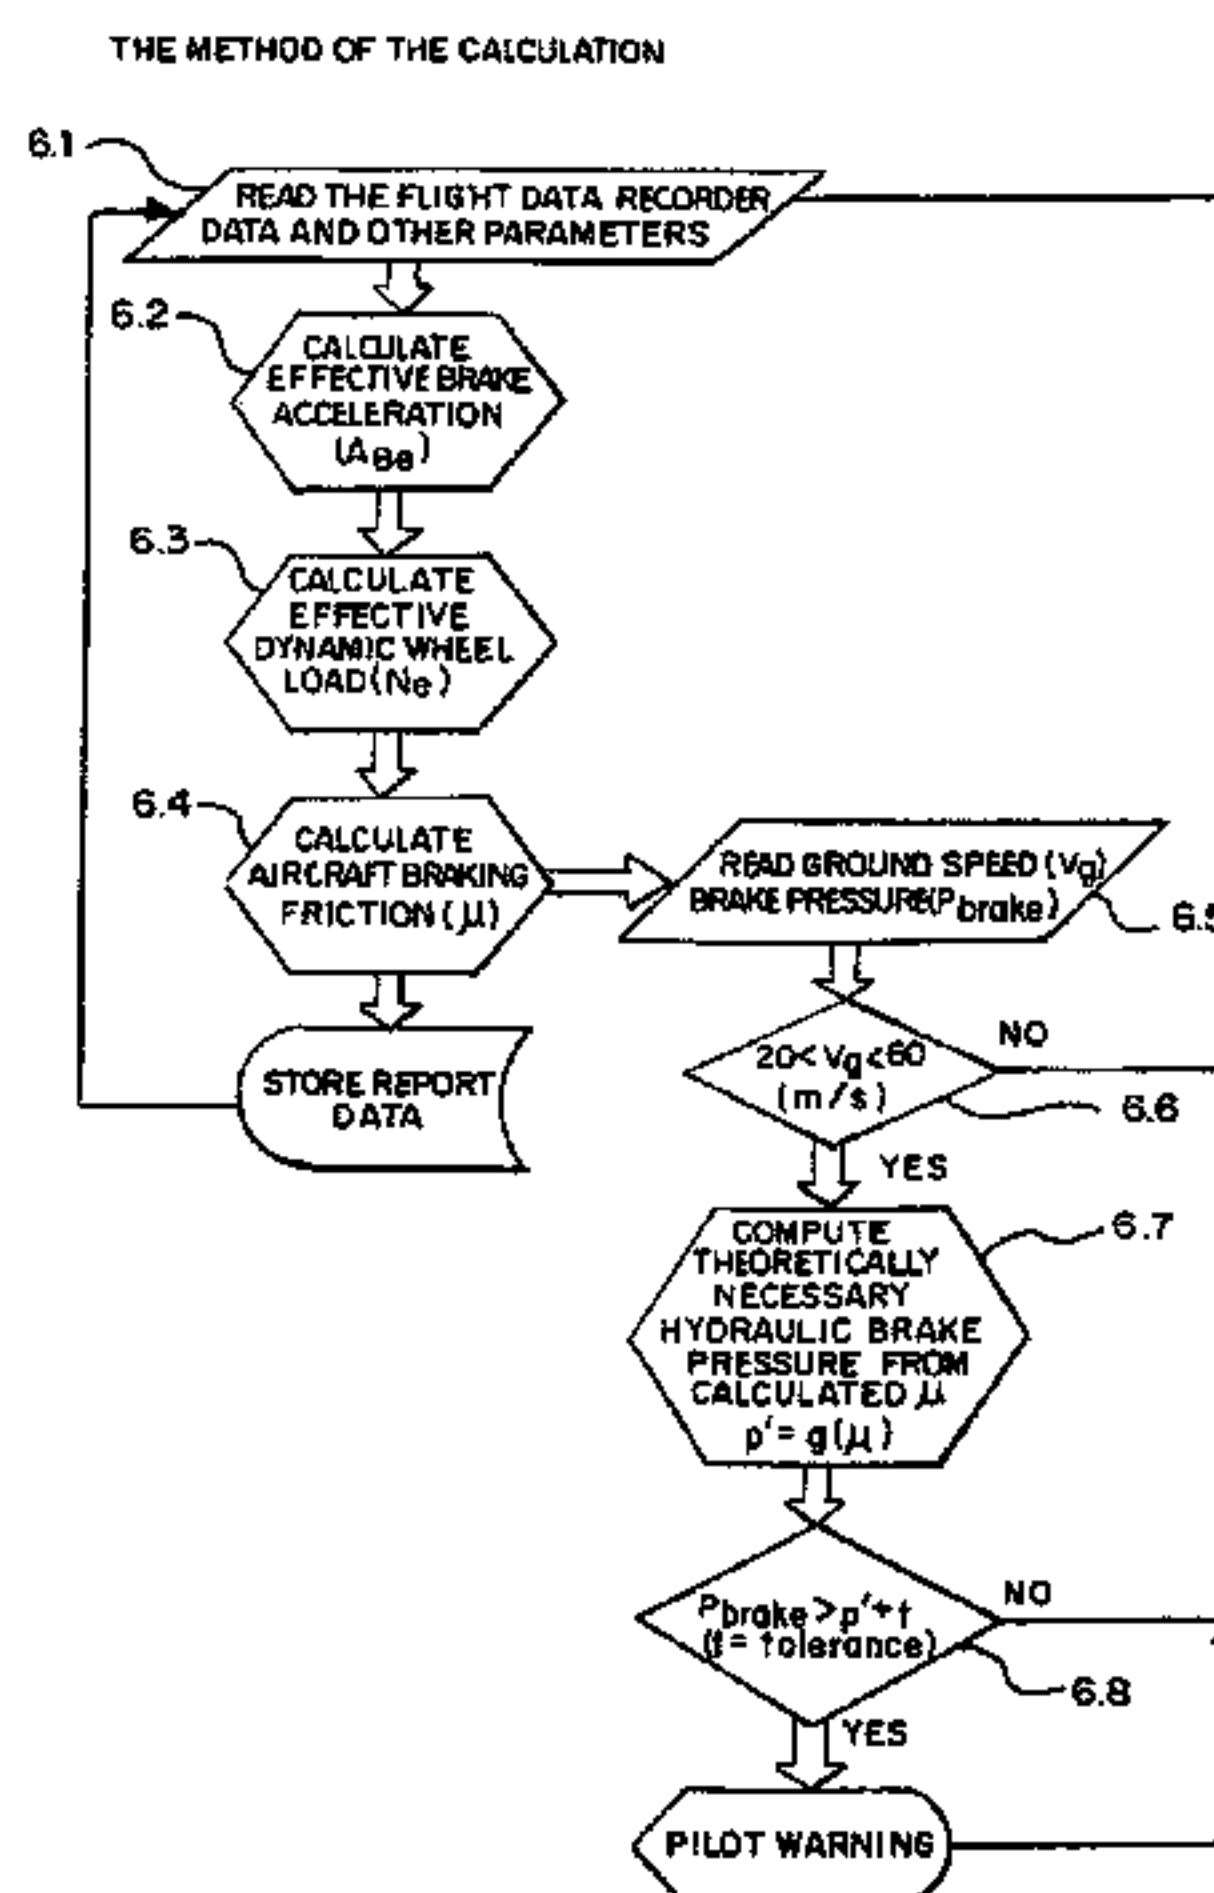 THE METHOD OF THE CALCULATION
6.1
READ THE FLIGHT DATA RECORDER
DATA AND OTHER PARAMETERS
6.2
CALCULATE
EFFECTIVE BRAKE
ACCELERATION
(ABe)
6.3
CALCULATE
EFFECTIVE
DYNAMIC WHEEL
LOAD (Ne)
6.4
CALCULATE
AIRCRAFT BRAKING
FRICTION (μ)
READ GROUND SPEED (Vg)
BRAKE PRESSURE (Pbrake)
6.5
STORE REPORT
DATA
20 < Vg < 60
(m/s)
NO
6.6
YES
COMPUTE
THEORETICALLY
NECESSARY
HYDRAULIC BRAKE
PRESSURE FROM
CALCULATED μ
p' = g(μ)
6.7
Pbrake > p' + t
(t = tolerance)
NO
6.8
YES
PILOT WARNING